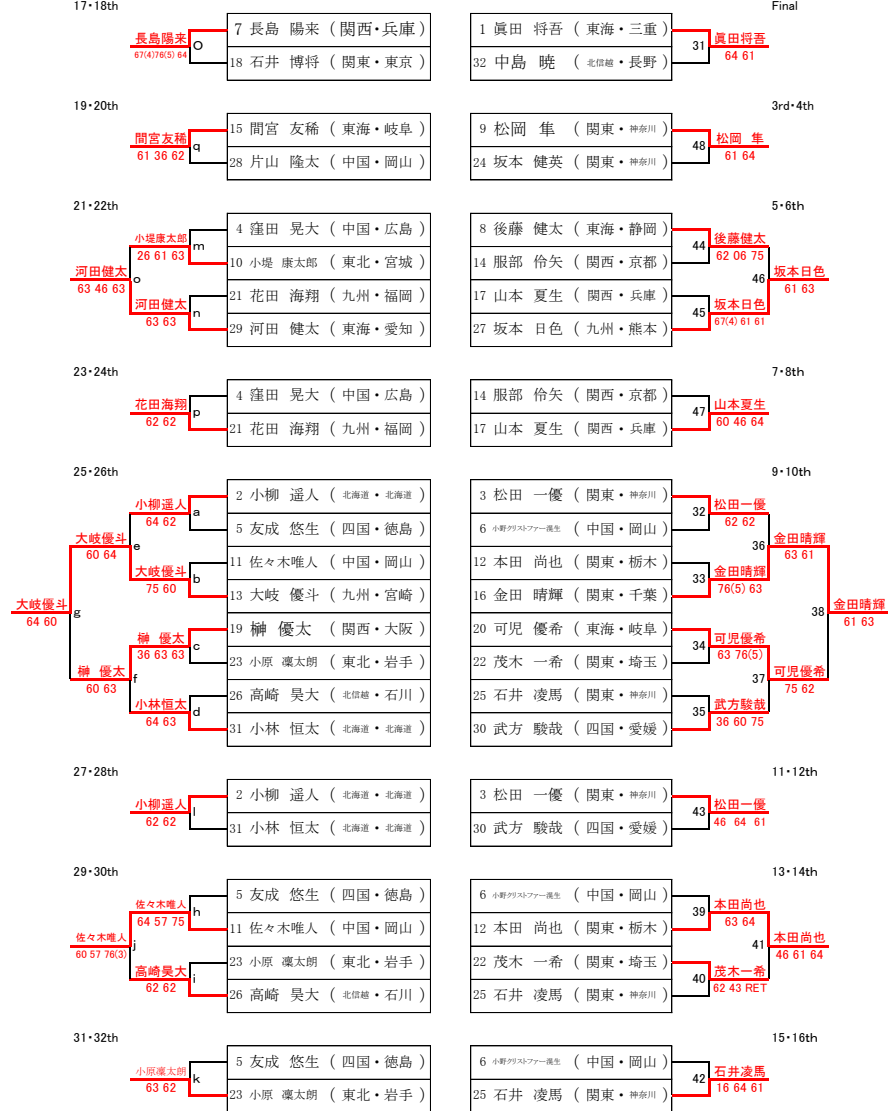 17・18th
7 長島 陽来 ( 関西・兵庫 )
18 石井 博将 ( 関東・東京 )
長島陽来
67(4)76(5) 64
O
Final
1 眞田 将吾 ( 東海・三重 )
32 中島 暁 ( 北信越・長野 )
31
眞田将吾
64 61
19・20th
15 間宮 友稀 ( 東海・岐阜 )
28 片山 隆太 ( 中国・岡山 )
間宮友稀
61 36 62
q
3rd・4th
9 松岡 隼 ( 関東・神奈川 )
24 坂本 健英 ( 関東・神奈川 )
48
松岡 隼
61 64
21・22th
4 窪田 晃大 ( 中国・広島 )
10 小堤 康太郎 ( 東北・宮城 )
21 花田 海翔 ( 九州・福岡 )
29 河田 健太 ( 東海・愛知 )
小堤康太郎
26 61 63
m
河田健太
63 46 63
o
河田健太
63 63
n
5・6th
8 後藤 健太 ( 東海・静岡 )
14 服部 伶矢 ( 関西・京都 )
17 山本 夏生 ( 関西・兵庫 )
27 坂本 日色 ( 九州・熊本 )
44
後藤健太
62 06 75
46
坂本日色
61 63
45
坂本日色
67(4) 61 61
23・24th
4 窪田 晃大 ( 中国・広島 )
21 花田 海翔 ( 九州・福岡 )
花田海翔
62 62
p
7・8th
14 服部 伶矢 ( 関西・京都 )
17 山本 夏生 ( 関西・兵庫 )
47
山本夏生
60 46 64
25・26th
2 小柳 遥人 ( 北海道・北海道 )
5 友成 悠生 ( 四国・徳島 )
11 佐々木唯人 ( 中国・岡山 )
13 大岐 優斗 ( 九州・宮崎 )
19 榊 優太 ( 関西・大阪 )
23 小原 凜太朗 ( 東北・岩手 )
26 高崎 昊大 ( 北信越・石川 )
31 小林 恒太 ( 北海道・北海道 )
小柳遥人
64 62
a
大岐優斗
60 64
e
大岐優斗
75 60
b
大岐優斗
64 60
g
榊 優太
36 63 63
c
榊 優太
60 63
f
小林恒太
64 63
d
9・10th
3 松田 一優 ( 関東・神奈川 )
6 小野クリストファー滉生 ( 中国・岡山 )
12 本田 尚也 ( 関東・栃木 )
16 金田 晴輝 ( 関東・千葉 )
20 可児 優希 ( 東海・岐阜 )
22 茂木 一希 ( 関東・埼玉 )
25 石井 凌馬 ( 関東・神奈川 )
30 武方 駿哉 ( 四国・愛媛 )
32
松田一優
62 62
36
金田晴輝
63 61
33
金田晴輝
76(5) 63
38
金田晴輝
61 63
34
可児優希
63 76(5)
37
可児優希
75 62
35
武方駿哉
36 60 75
27・28th
2 小柳 遥人 ( 北海道・北海道 )
31 小林 恒太 ( 北海道・北海道 )
小柳遥人
62 62
l
11・12th
3 松田 一優 ( 関東・神奈川 )
30 武方 駿哉 ( 四国・愛媛 )
43
松田一優
46 64 61
29・30th
5 友成 悠生 ( 四国・徳島 )
11 佐々木唯人 ( 中国・岡山 )
23 小原 凜太朗 ( 東北・岩手 )
26 高崎 昊大 ( 北信越・石川 )
佐々木唯人
64 57 75
h
佐々木唯人
60 57 76(3)
j
高崎昊大
62 62
i
13・14th
6 小野クリストファー滉生 ( 中国・岡山 )
12 本田 尚也 ( 関東・栃木 )
22 茂木 一希 ( 関東・埼玉 )
25 石井 凌馬 ( 関東・神奈川 )
39
本田尚也
63 64
41
本田尚也
46 61 64
40
茂木一希
62 43 RET
31・32th
5 友成 悠生 ( 四国・徳島 )
23 小原 凜太朗 ( 東北・岩手 )
小原凜太朗
63 62
k
15・16th
6 小野クリストファー滉生 ( 中国・岡山 )
25 石井 凌馬 ( 関東・神奈川 )
42
石井凌馬
16 64 61